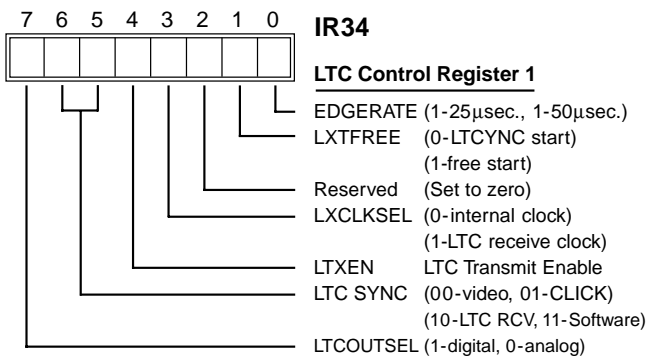 7 6 5 4 3 2 1 0 IR34
LTC Control Register 1
EDGERATE (1-25µsec., 1-50µsec.)
LXTFREE (0-LTCYNC start)
(1-free start)
Reserved (Set to zero)
LXCLKSEL (0-internal clock)
(1-LTC receive clock)
LTXEN LTC Transmit Enable
LTC SYNC (00-video, 01-CLICK)
(10-LTC RCV, 11-Software)
LTCOUTSEL (1-digital, 0-analog)